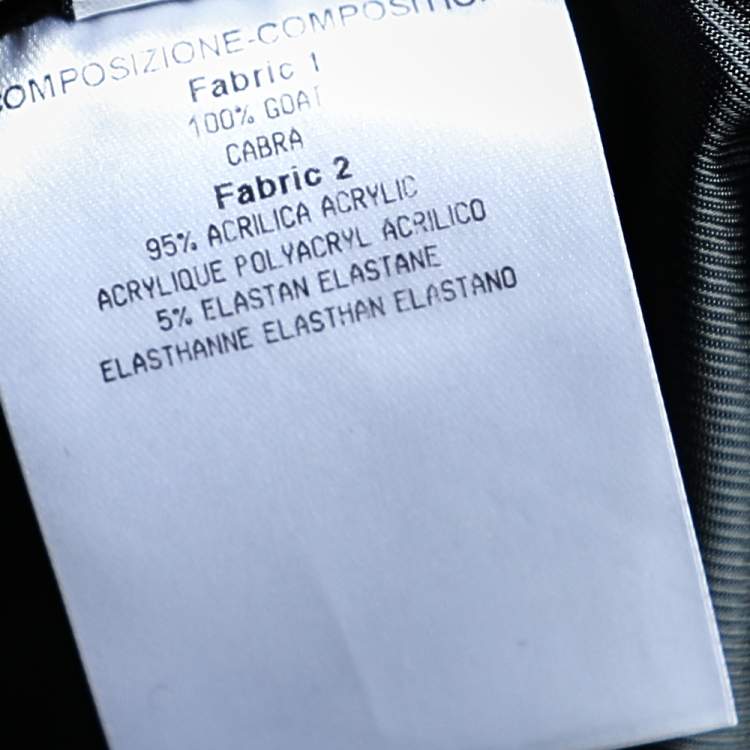 COMPOSIZIONE-COMPOSITION
Fabric 1
100% GOAT
CABRA
Fabric 2
95% ACRILICA ACRYLIC
ACRYLIQUE POLYACRYL ACRILICO
5% ELASTAN ELASTANE
ELASTHANNE ELASTHAN ELASTANO